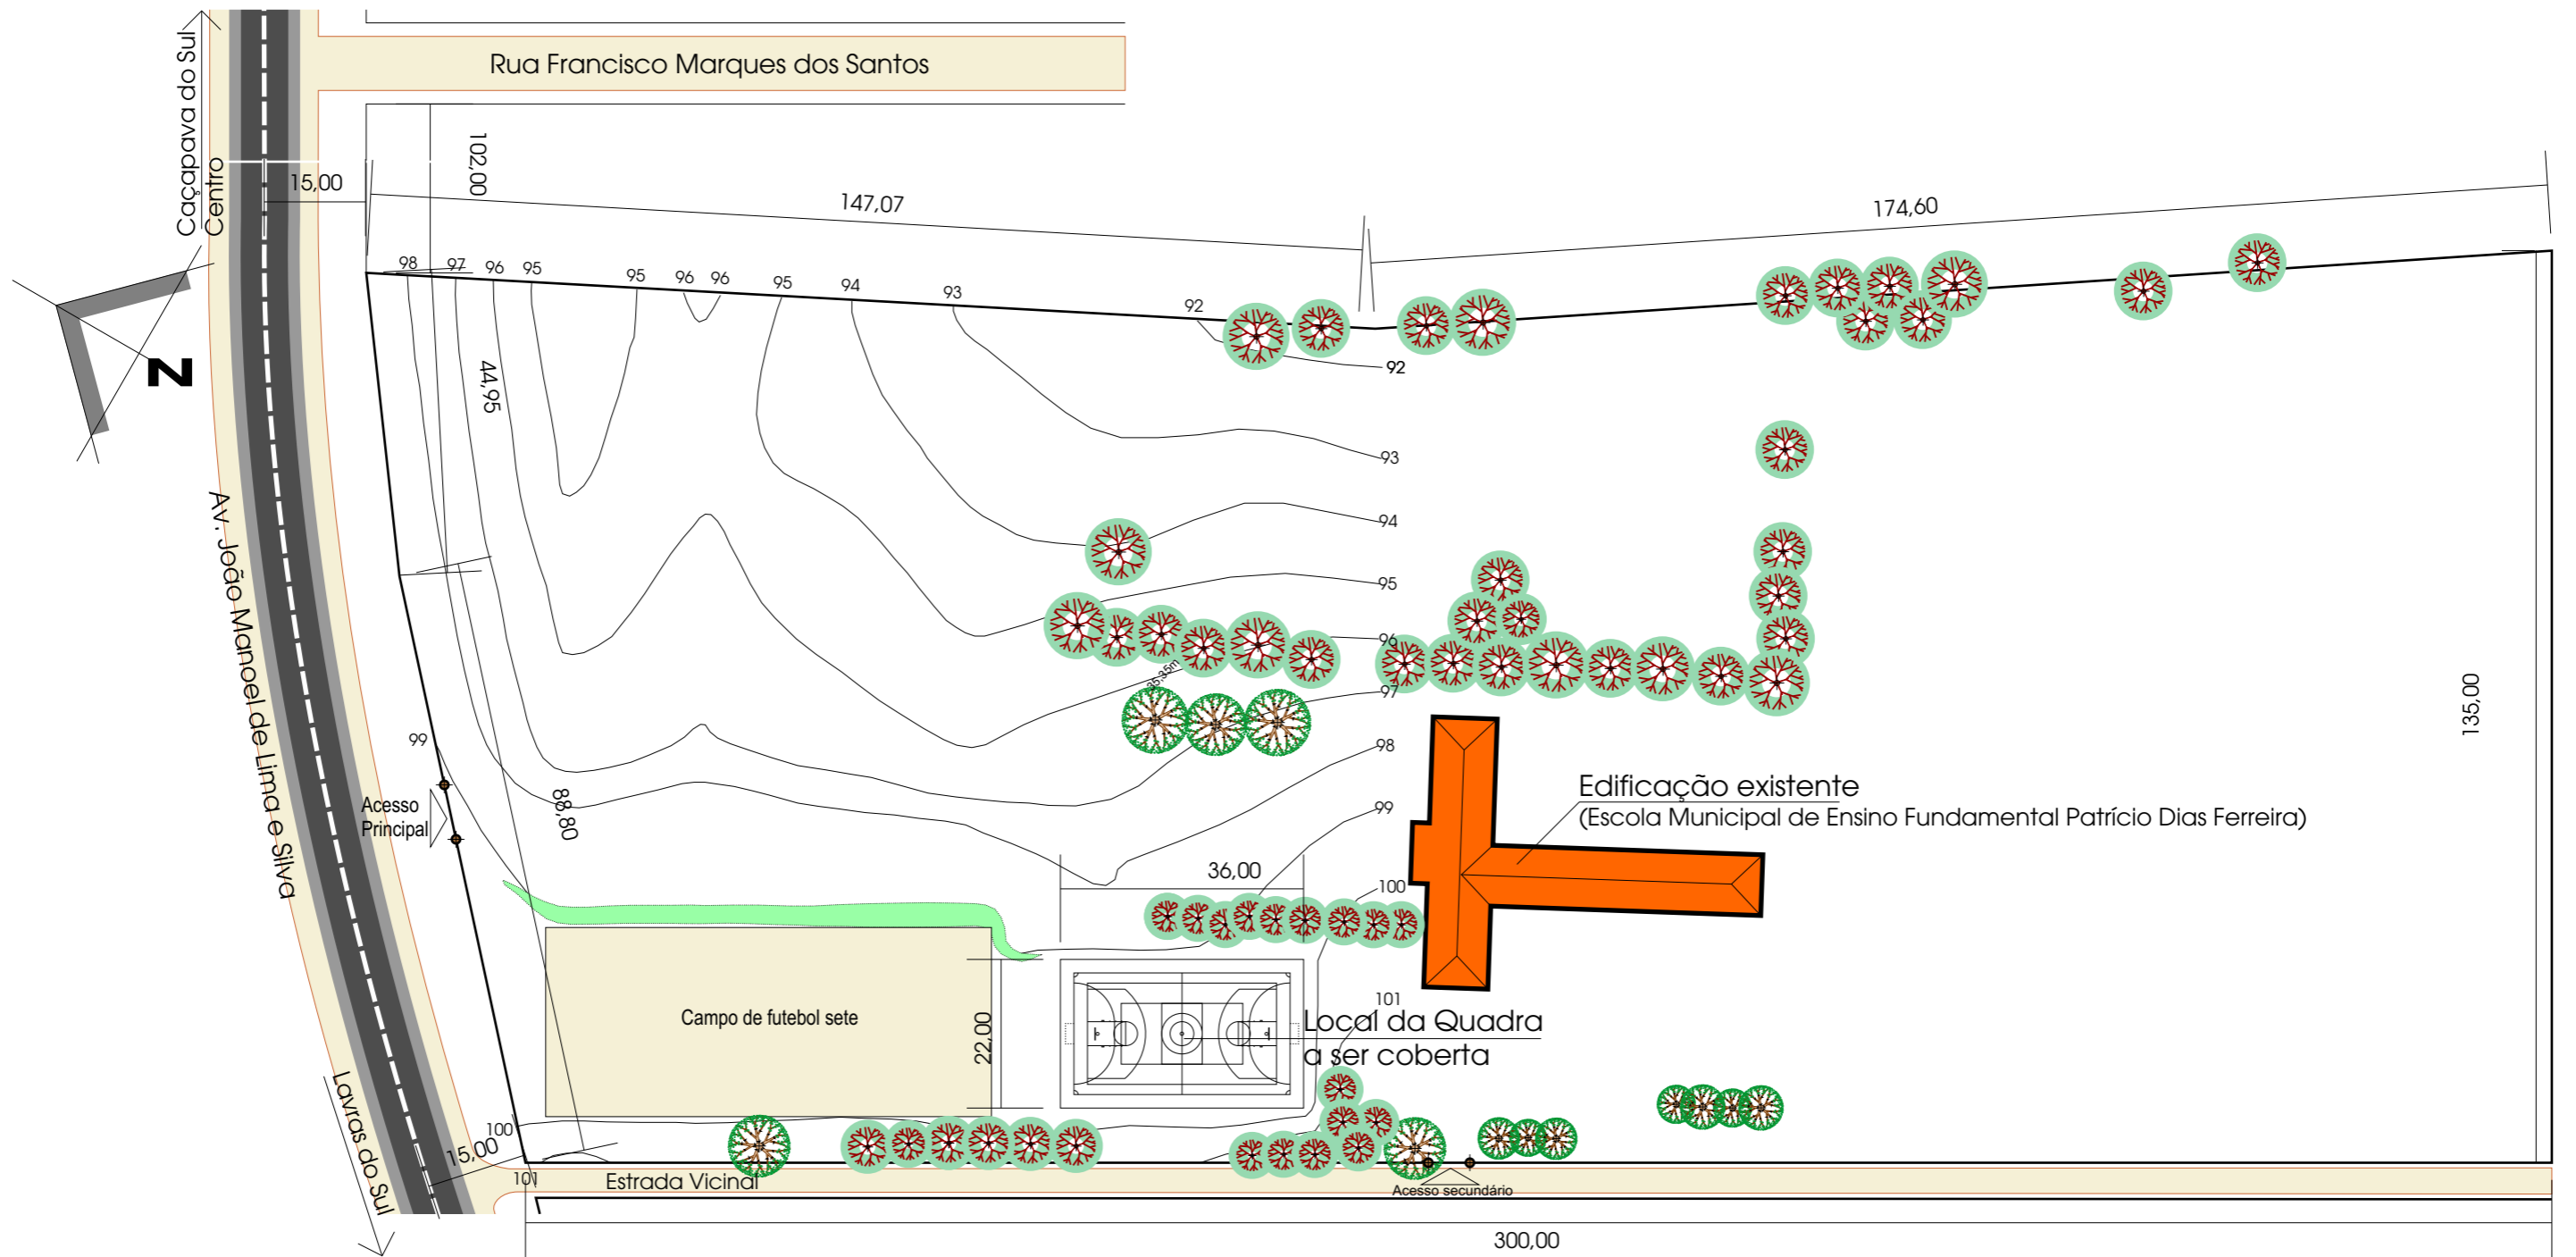 Rua Francisco Marques dos Santos
Caçapava do Sul
Centro
15,00
102,00
147,07
174,60
98
97
96
95
95
96
96
95
94
93
92
92
N
44,95
93
94
95
96
97
98
99
100
101
35,35m
135,00
Av. João Manoel de Lima e Silva
99
Acesso
Principal
88,80
Edificação existente
(Escola Municipal de Ensino Fundamental Patrício Dias Ferreira)
36,00
Campo de futebol sete
22,00
Local da Quadra
a ser coberta
Lavras do Sul
15,00
100
101
Estrada Vicinal
Acesso secundário
300,00